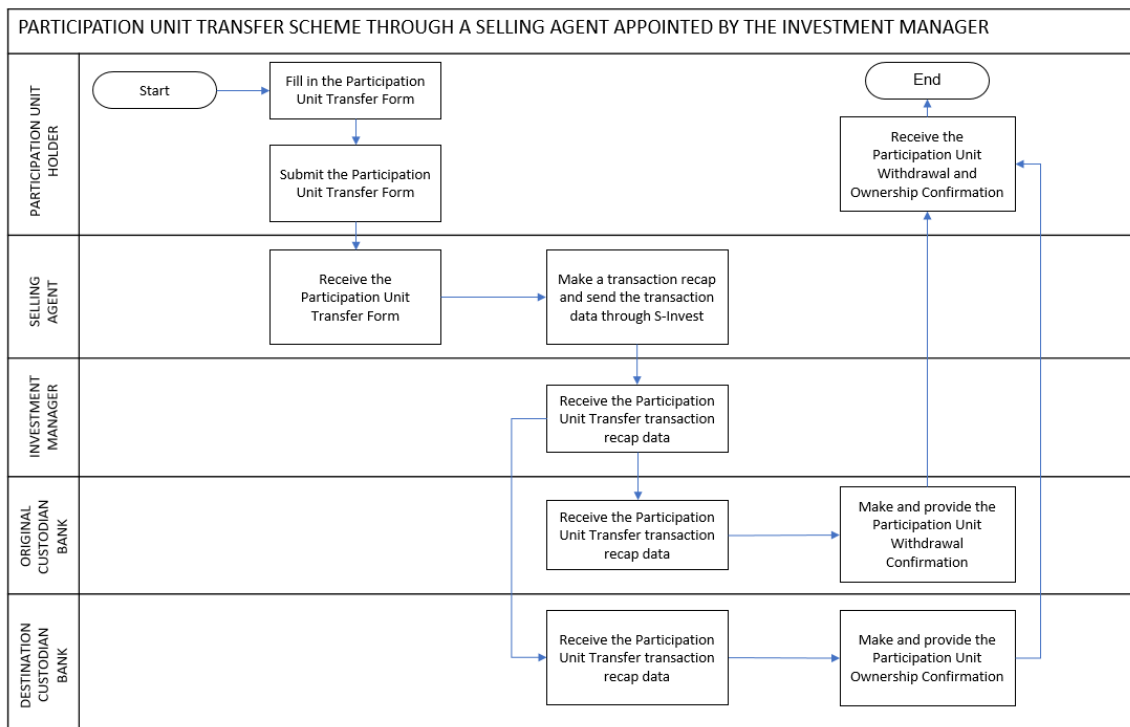 PARTICIPATION UNIT TRANSFER SCHEME THROUGH A SELLING AGENT APPOINTED BY THE INVESTMENT MANAGER
PARTICIPATION UNIT
HOLDER
Start
Fill in the Participation
Unit Transfer Form
Submit the Participation
Unit Transfer Form
End
Receive the
Participation Unit
Withdrawal and
Ownership Confirmation
SELLING
AGENT
Receive the
Participation Unit
Transfer Form
Make a transaction recap
and send the transaction
data through S-Invest
INVESTMENT
MANAGER
Receive the Participation
Unit Transfer transaction
recap data
ORIGINAL
CUSTODIAN
BANK
Receive the Participation
Unit Transfer transaction
recap data
Make and provide the
Participation Unit
Withdrawal
Confirmation
DESTINATION
CUSTODIAN
BANK
Receive the Participation
Unit Transfer transaction
recap data
Make and provide the
Participation Unit
Ownership Confirmation